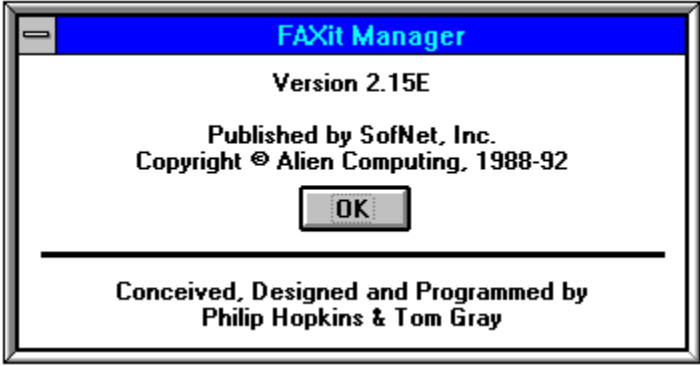 FAXit Manager
Version 2.15E
Published by SofNet, Inc.
Copyright © Alien Computing, 1988-92
OK
Conceived, Designed and Programmed by
Philip Hopkins & Tom Gray